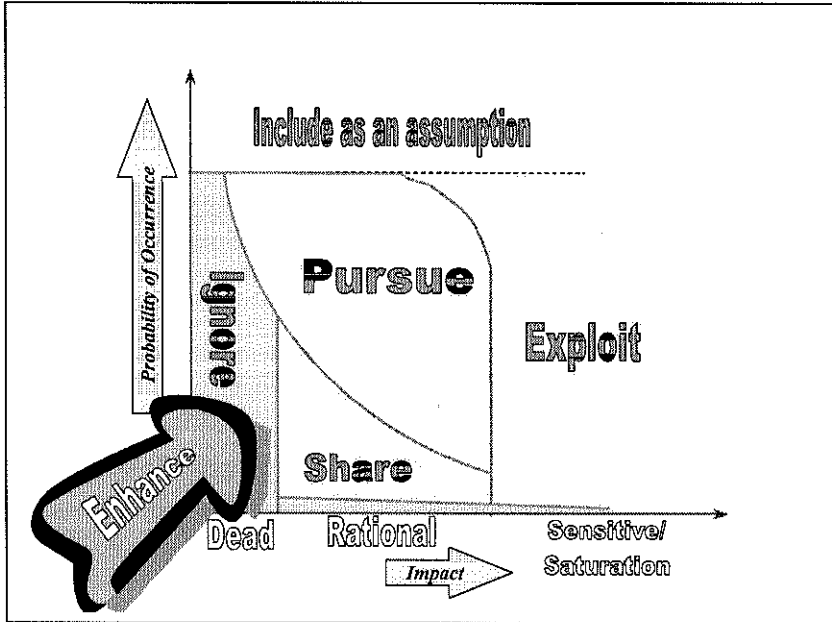 Include as an assumption
Probability of Occurrence
Ignore
Pursue
Exploit
Share
Enhance
Dead
Rational
Sensitive/
Saturation
Impact